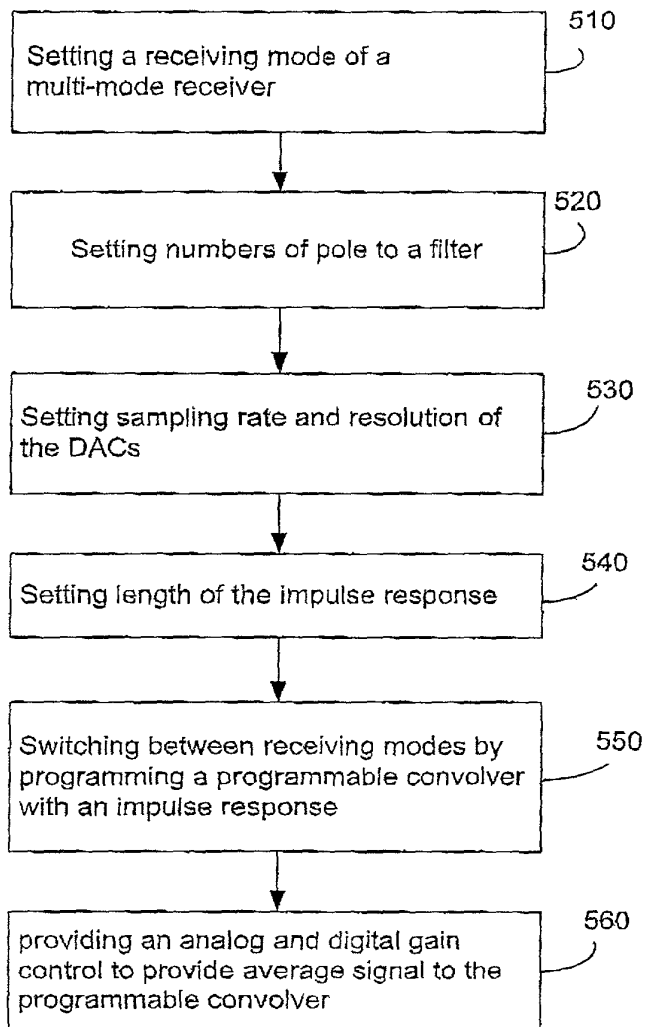 510
Setting a receiving mode of a
multi-mode receiver
520
Setting numbers of pole to a filter
530
Setting sampling rate and resolution of
the DACs
540
Setting length of the impulse response
550
Switching between receiving modes by
programming a programmable convolver
with an impulse response
560
providing an analog and digital gain
control to provide average signal to the
programmable convolver